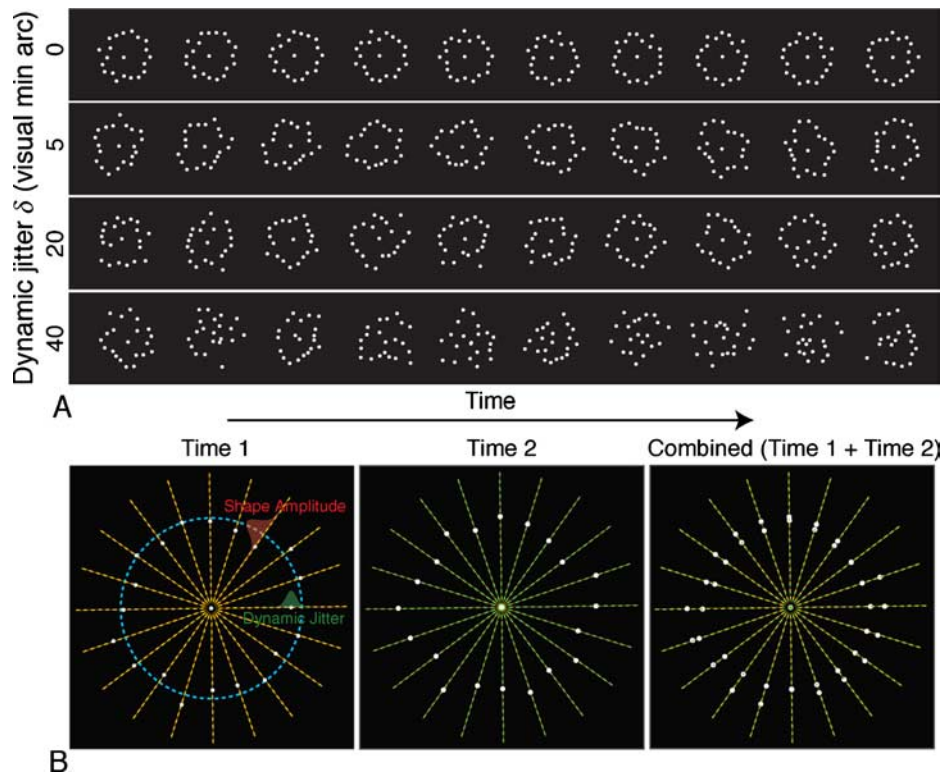 Dynamic jitter δ (visual min arc)
0
5
20
40
A
Time
Time 1
Time 2
Combined (Time 1 + Time 2)
Shape Amplitude
Dynamic Jitter
B